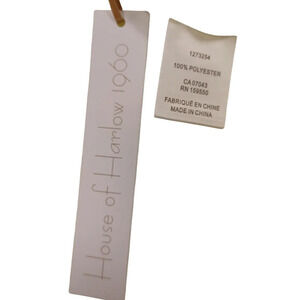 House of Harlow 1960
1273254
100% POLYESTER
CA 07043
RN 159550
FABRIQUÉ EN CHINE
MADE IN CHINA